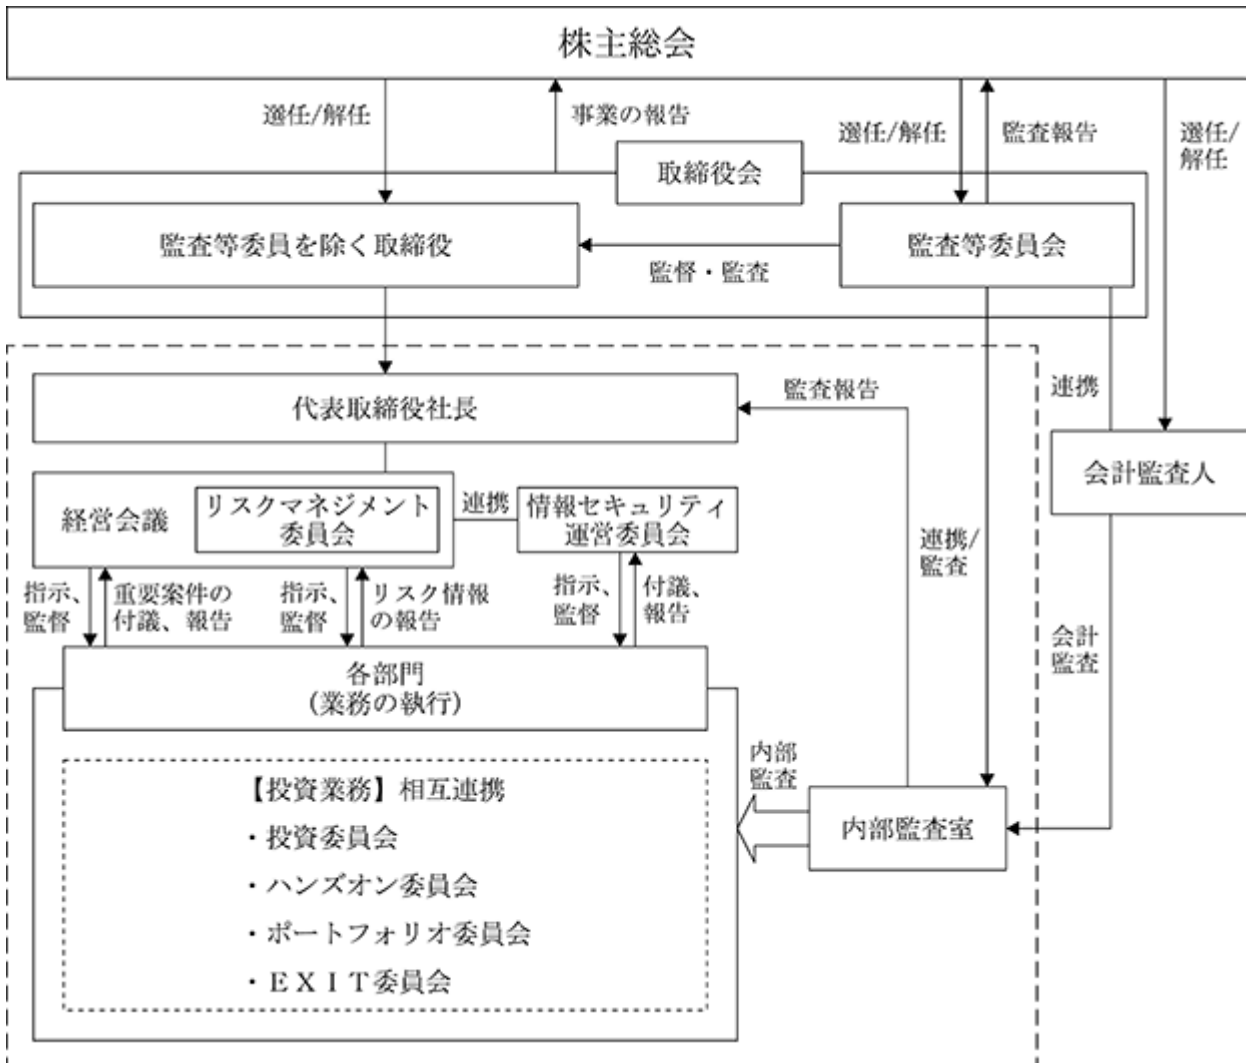 株主総会
選任/解任
事業の報告
選任/解任
監査報告
選任/
解任
取締役会
監査等委員を除く取締役
監督・監査
監査等委員会
代表取締役社長
監査報告
連携
会計監査人
経営会議
リスクマネジメント
委員会
連携
情報セキュリティ
運営委員会
連携/
監査
指示、
監督
重要案件の
付議、報告
指示、
監督
リスク情報
の報告
指示、
監督
付議、
報告
会計
監査
各部門
(業務の執行)
内部
監査
内部監査室
【投資業務】相互連携
・投資委員会
・ハンズオン委員会
・ポートフォリオ委員会
・ＥＸＩＴ委員会